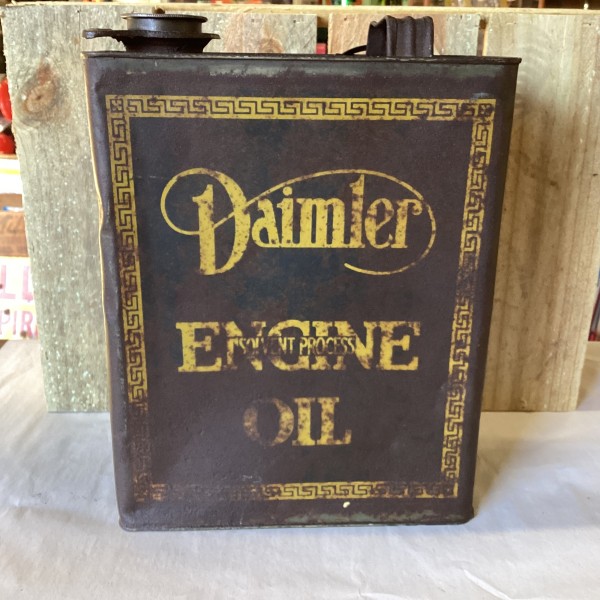 Daimler
ENGINE
"SOLVENT PROCESS"
OIL